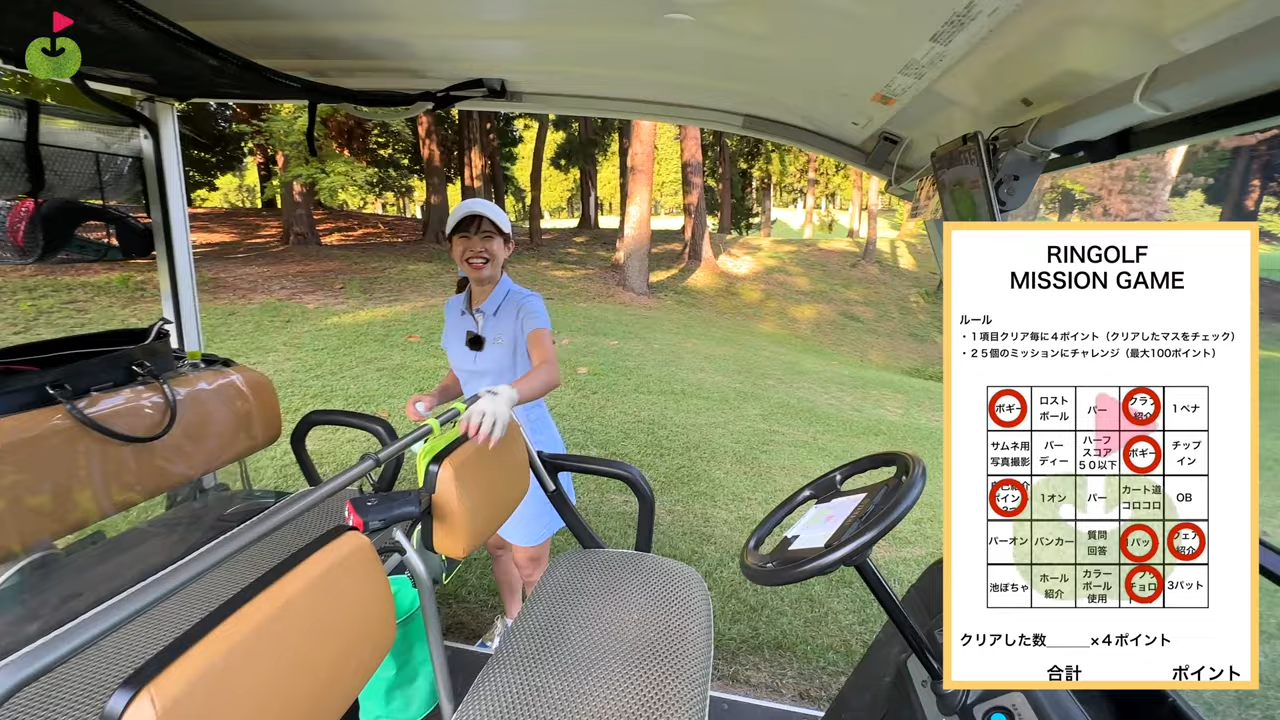 RINGOLF
MISSION GAME
ルール
・１項目クリア毎に４ポイント（クリアしたマスをチェック）
・２５個のミッションにチャレンジ（最大100ポイント）
ボギー ロストボール パー クラブ紹介 １ペナ
サムネ用写真撮影 バーディー ハーフスコア５０以下 ボギー チップイン
1オン パー カート道コロコロ OB
パーオン バンカー 質問回答 1パット ウェア紹介
池ぽちゃ ホール紹介 カラーボール使用 チョロ 3パット
クリアした数_____×４ポイント
合計 ポイント